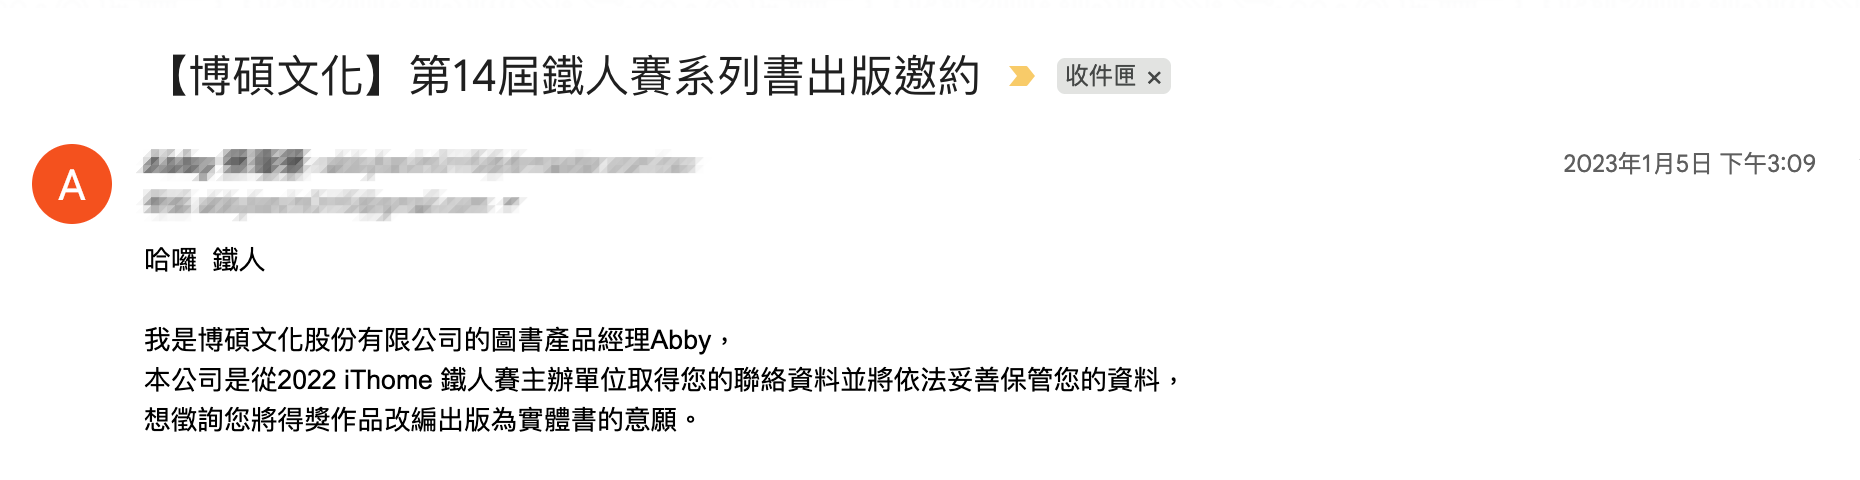 【博碩文化】第14屆鐵人賽系列書出版邀約 收件匣 ×
A
2023年1月5日 下午3:09
哈囉 鐵人
我是博碩文化股份有限公司的圖書產品經理Abby，
本公司是從2022 iThome 鐵人賽主辦單位取得您的聯絡資料並將依法妥善保管您的資料，
想徵詢您將得獎作品改編出版為實體書的意願。